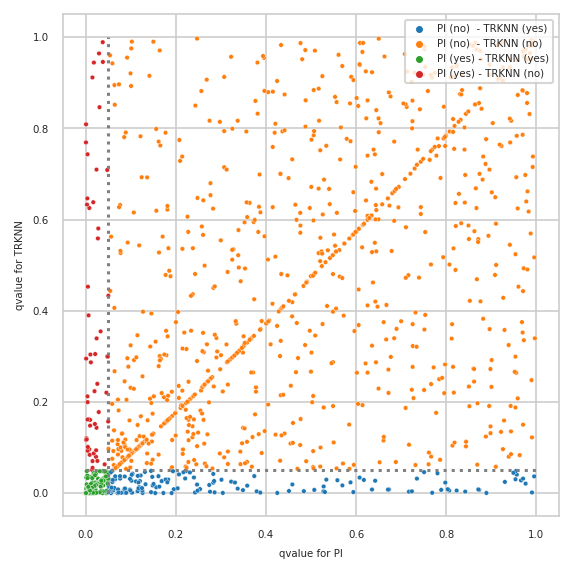 PI (no)  - TRKNN (yes)
PI (no)  - TRKNN (no)
PI (yes) - TRKNN (yes)
PI (yes) - TRKNN (no)
1.0
0.8
0.6
0.4
0.2
0.0
qvalue for TRKNN
0.0 0.2 0.4 0.6 0.8 1.0
qvalue for PI